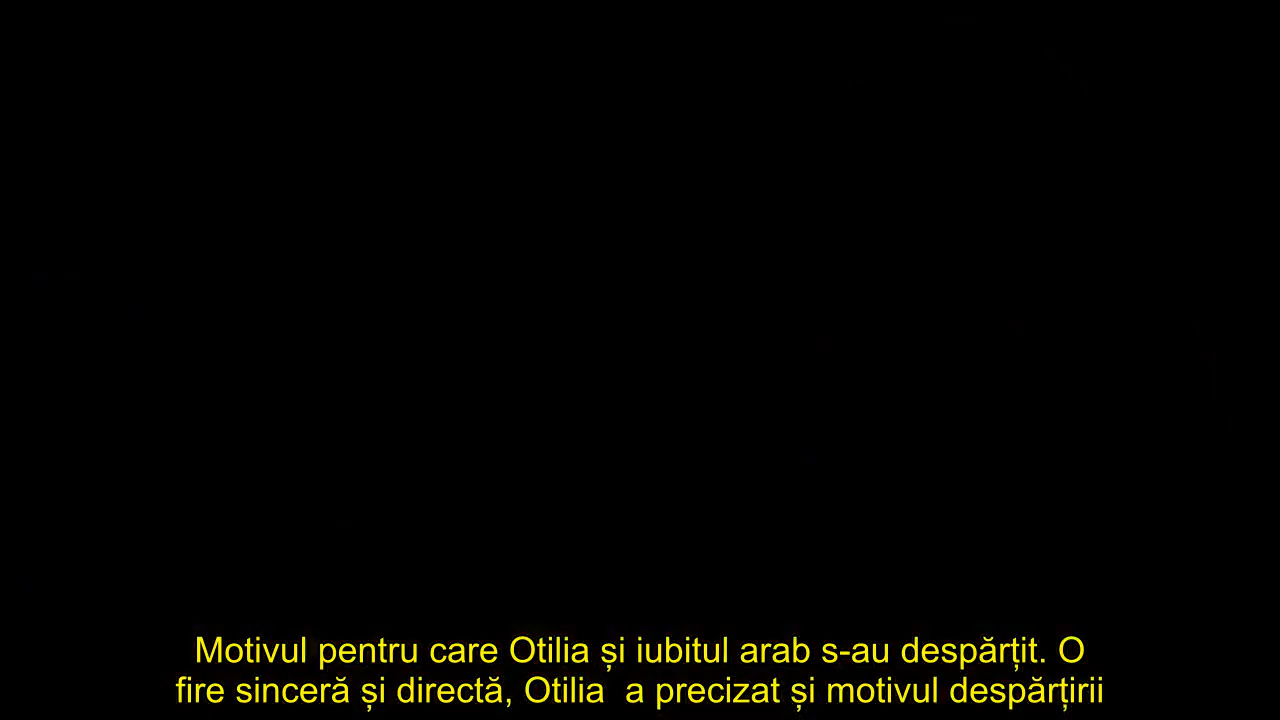 Motivul pentru care Otilia și iubitul arab s-au despărțit. O
fire sinceră și directă, Otilia  a precizat și motivul despărțirii